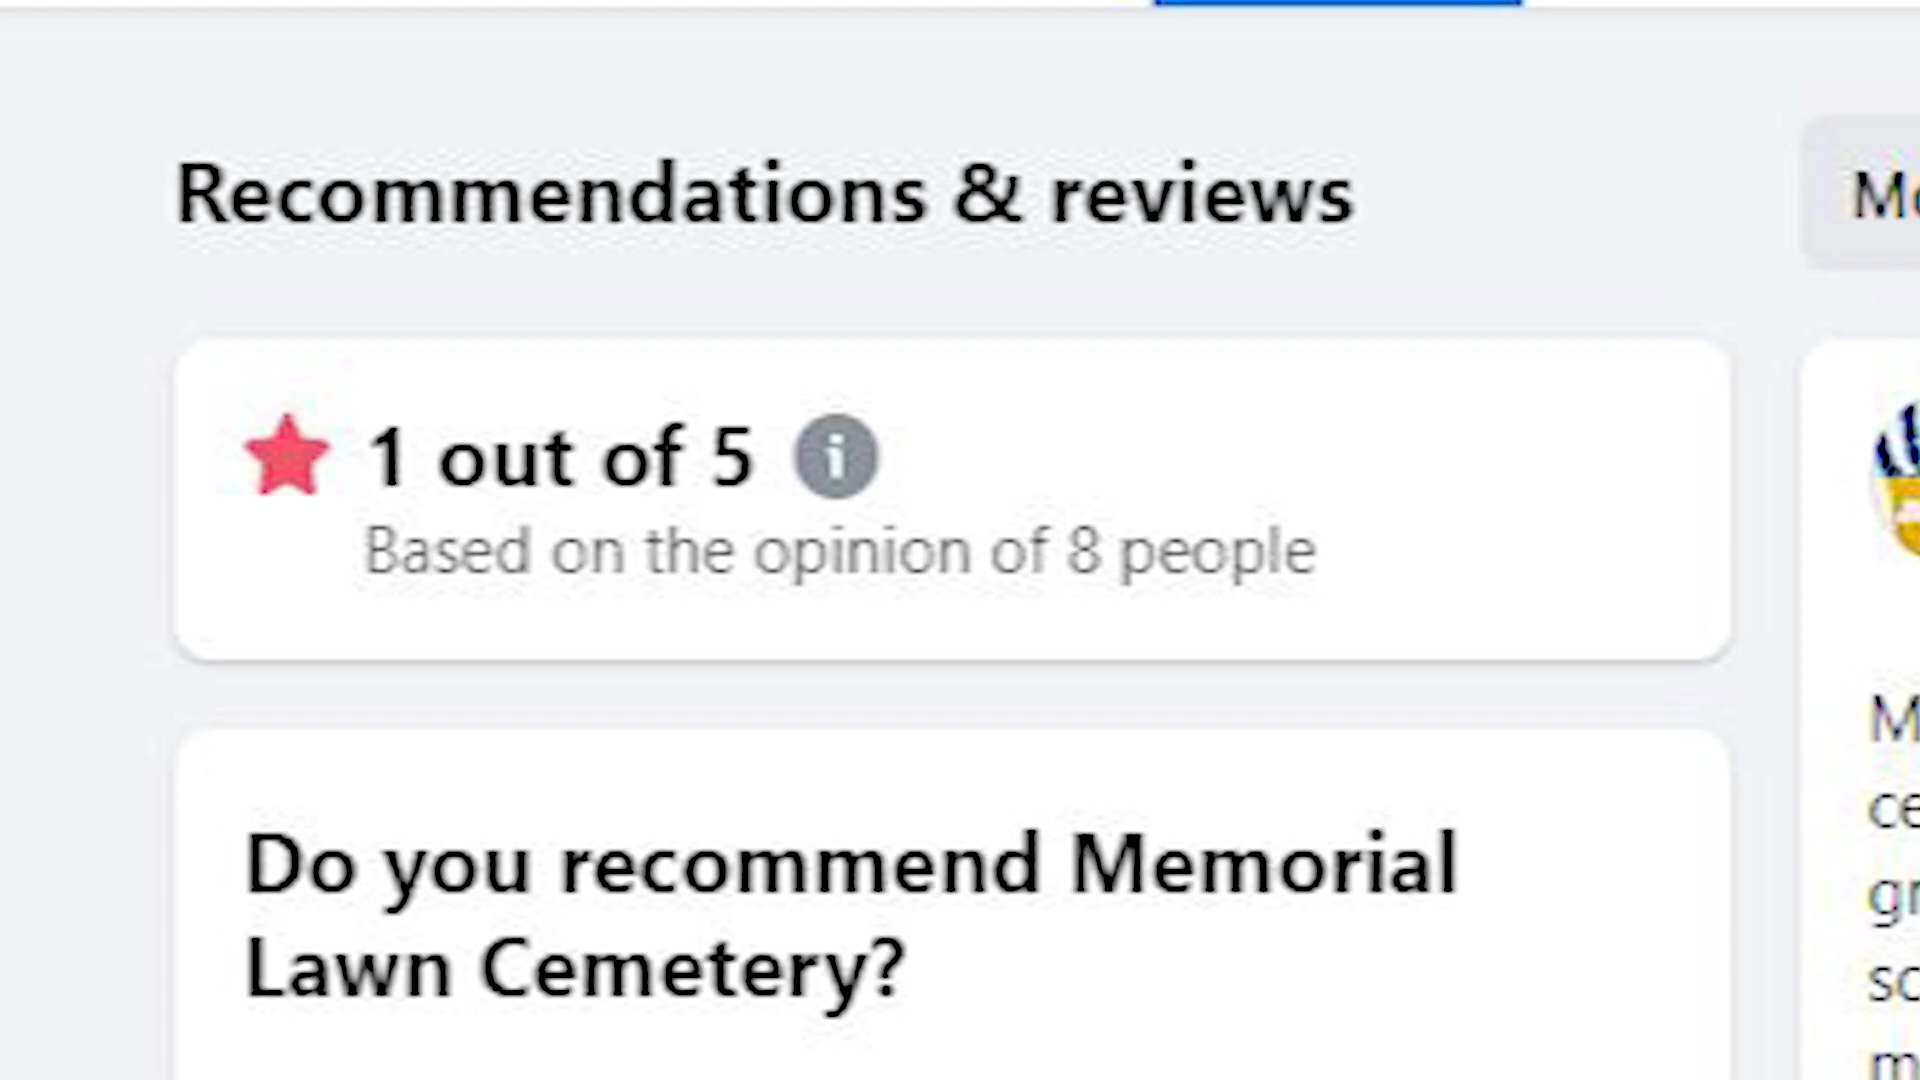 Recommendations & reviews
1 out of 5
Based on the opinion of 8 people
Do you recommend Memorial
Lawn Cemetery?